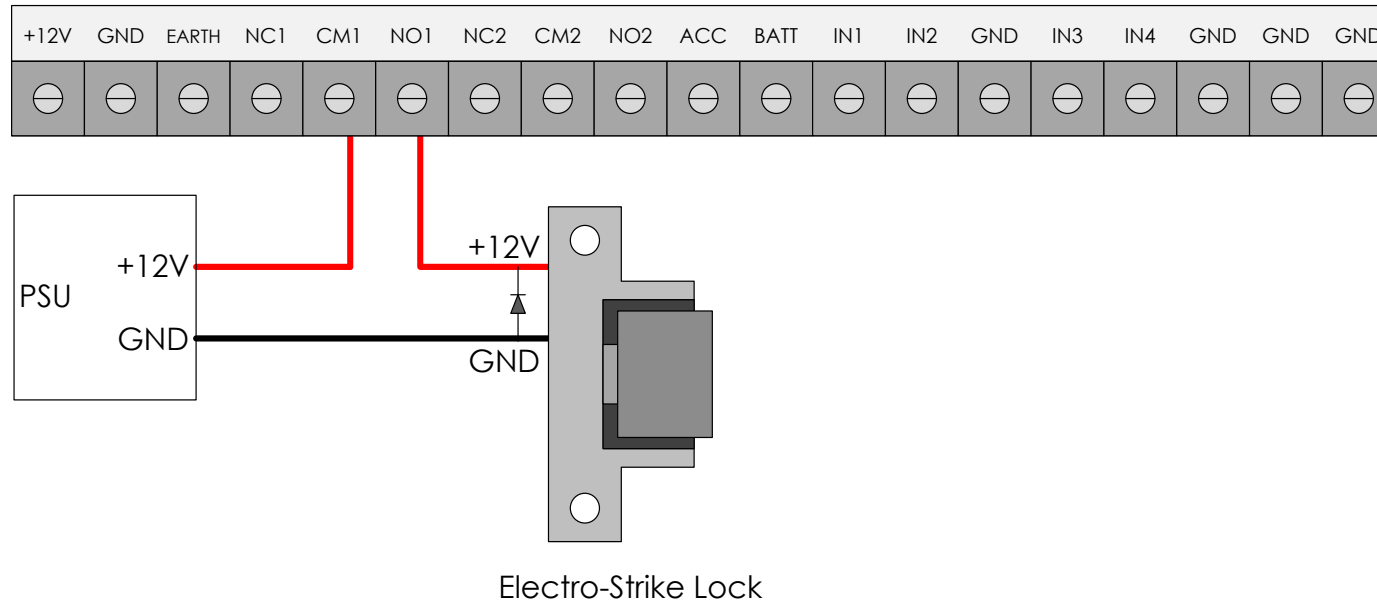 +12V GND EARTH NC1 CM1 NO1 NC2 CM2 NO2 ACC BATT IN1 IN2 GND IN3 IN4 GND GND GND
+12V
+12V
PSU
GND
GND
Electro-Strike Lock